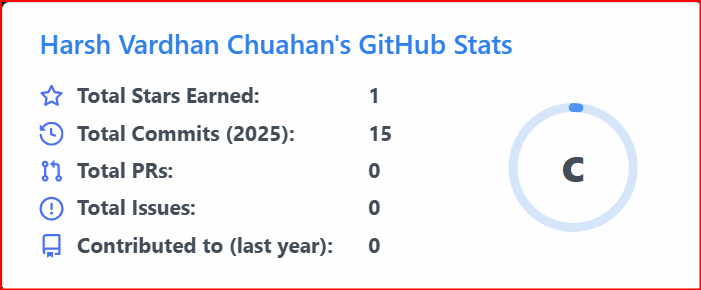 Harsh Vardhan Chuahan's GitHub Stats
Total Stars Earned: 1
Total Commits (2025): 15
Total PRs: 0
Total Issues: 0
Contributed to (last year): 0
C